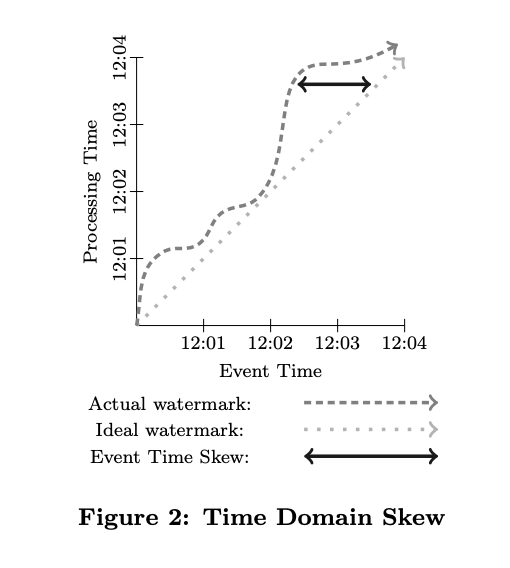 12:04
12:03
12:02
12:01
Processing Time
12:01 12:02 12:03 12:04
Event Time
Actual watermark:
Ideal watermark:
Event Time Skew:
Figure 2: Time Domain Skew